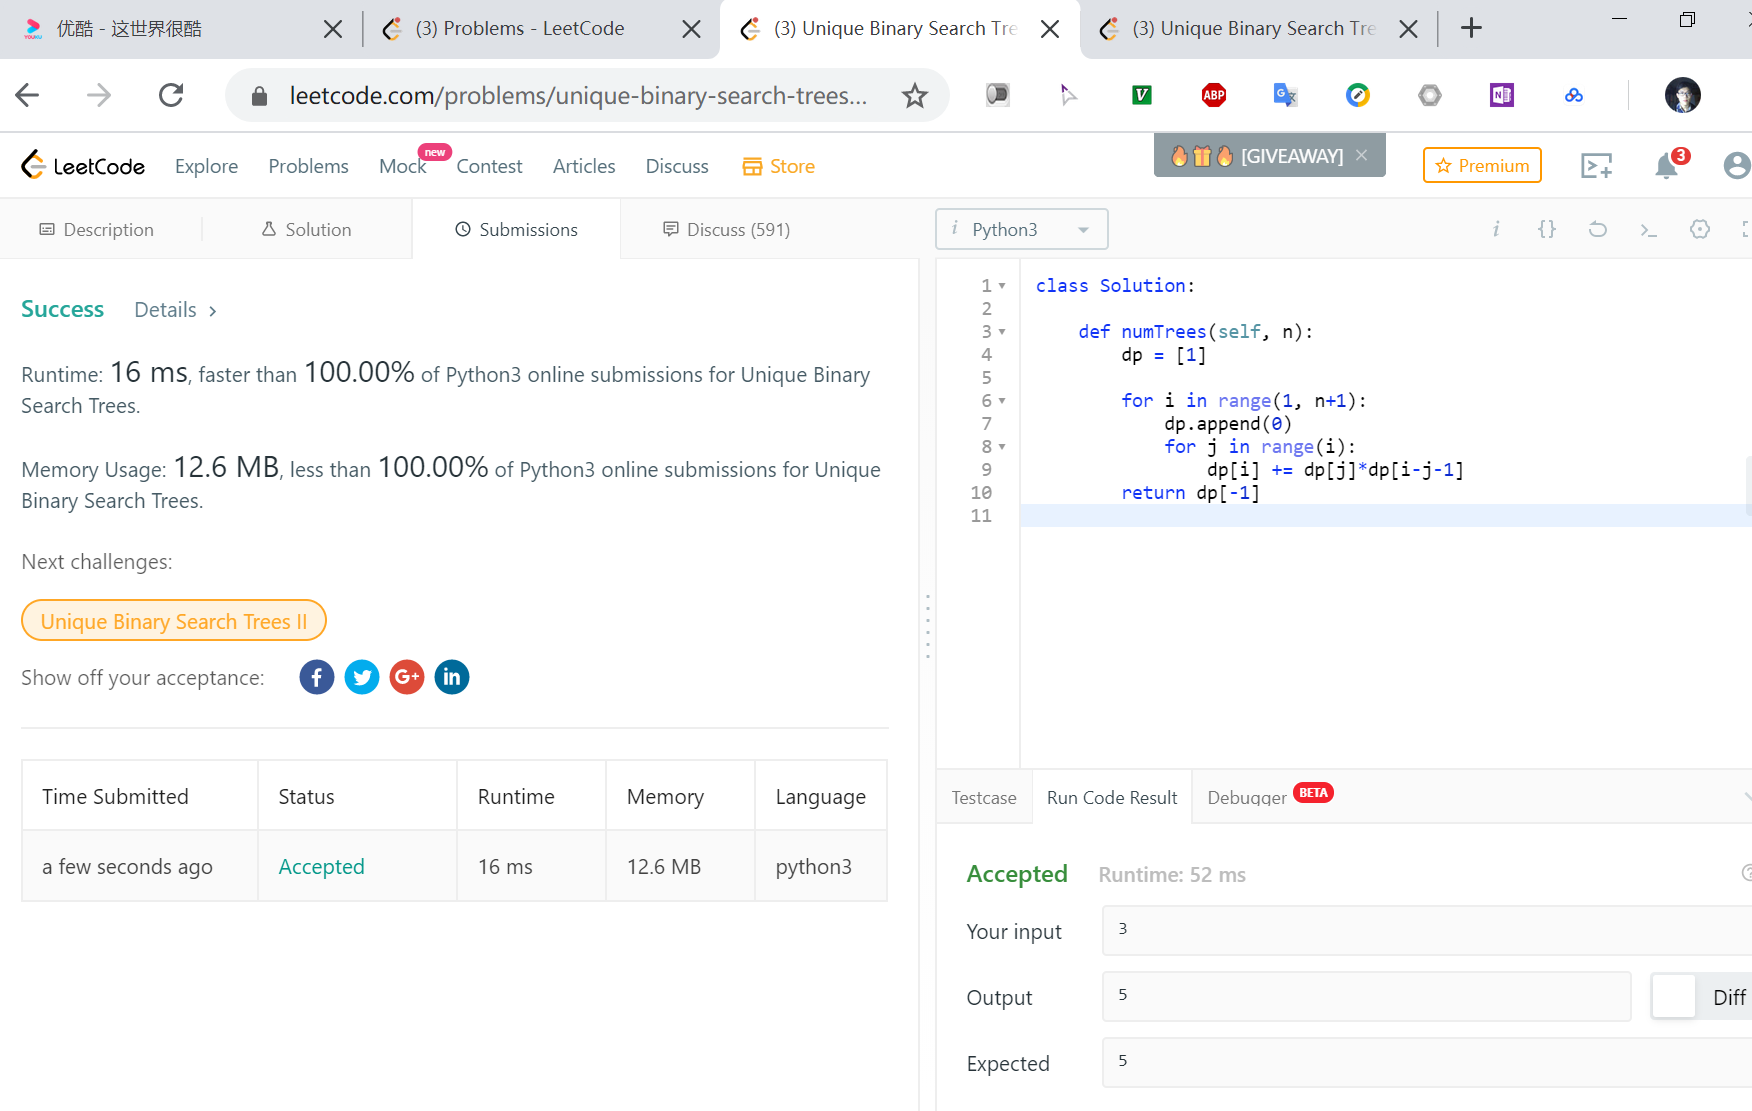 优酷 - 这世界很酷
(3) Problems - LeetCode
(3) Unique Binary Search Tre
(3) Unique Binary Search Tre
leetcode.com/problems/unique-binary-search-trees...
LeetCode
Explore
Problems
Mock
new
Contest
Articles
Discuss
Store
[GIVEAWAY]
Premium
3
Description
Solution
Submissions
Discuss (591)
i Python3
Success
Details
Runtime: 16 ms, faster than 100.00% of Python3 online submissions for Unique Binary
Search Trees.
Memory Usage: 12.6 MB, less than 100.00% of Python3 online submissions for Unique
Binary Search Trees.
Next challenges:
Unique Binary Search Trees II
Show off your acceptance:
Time Submitted Status Runtime Memory Language
a few seconds ago Accepted 16 ms 12.6 MB python3
1 class Solution:
2
3 def numTrees(self, n):
4 dp = [1]
5
6 for i in range(1, n+1):
7 dp.append(0)
8 for j in range(i):
9 dp[i] += dp[j]*dp[i-j-1]
10 return dp[-1]
11
Testcase
Run Code Result
Debugger
BETA
Accepted
Runtime: 52 ms
Your input
3
Output
5
Diff
Expected
5